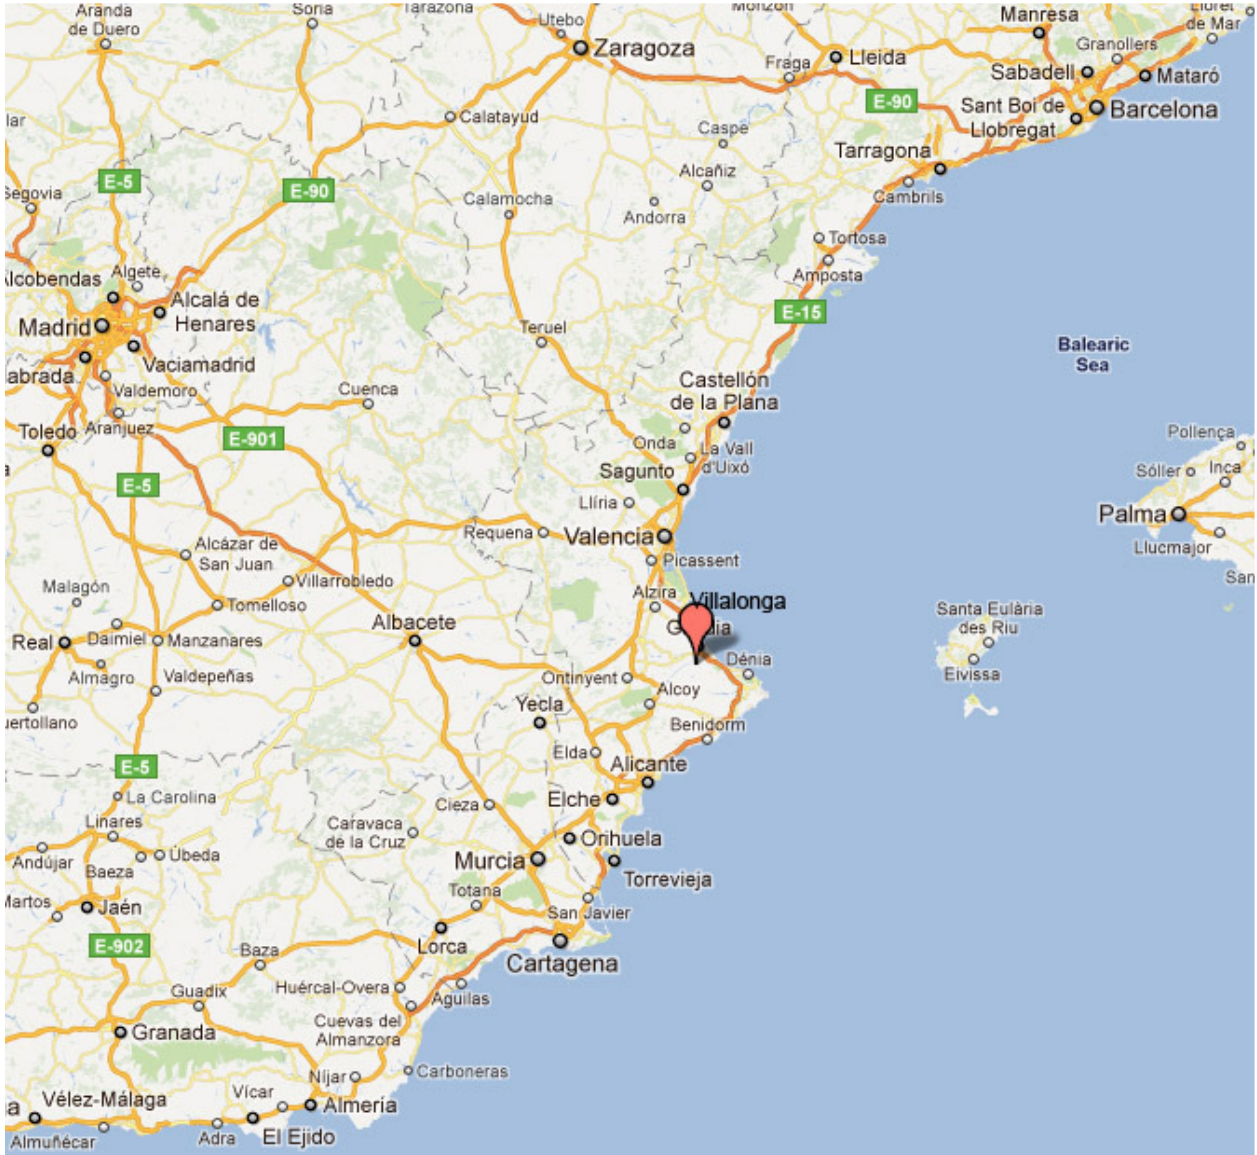 Aranda
de Duero
Soria
Tarazona
Utebo
Zaragoza
Monzón
Manresa
Lloret
de Mar
Granollers
Fraga
Lleida
Sabadell
Mataró
E-90
Sant Boi de
Llobregat
Barcelona
Calatayud
Caspe
Tarragona
Alcañiz
Cambrils
E-5
E-90
Segovia
Calamocha
Andorra
Tortosa
Amposta
Alcobendas
Algete
Alcalá de
Henares
E-15
Madrid
Teruel
Balearic
Sea
Vaciamadrid
abrada
Valdemoro
Cuenca
Castellón
de la Plana
Toledo
Aranjuez
E-901
Onda
La Vall
d'Uixó
Pollença
Sóller
Inca
Sagunto
E-5
Llíria
Palma
Requena
Valencia
Llucmajor
Alcázar de
San Juan
Picassent
San
Malagón
Villarrobledo
Alzira
Villalonga
Tomelloso
Santa Eulària
des Riu
Real
Daimiel
Manzanares
Albacete
Dénia
Almagro
Valdepeñas
Ontinyent
Eivissa
Alcoy
uertollano
Yecla
Benidorm
Elda
Alicante
E-5
La Carolina
Cieza
Elche
Linares
Caravaca
de la Cruz
Orihuela
Andújar
Úbeda
Baeza
Murcia
Torrevieja
Martos
Jaén
Totana
San Javier
E-902
Lorca
Baza
Cartagena
Guadix
Huércal-Overa
Aguilas
Granada
Cuevas del
Almanzora
Níjar
Carboneras
Vícar
Vélez-Málaga
Almería
Almuñécar
Adra
El Ejido